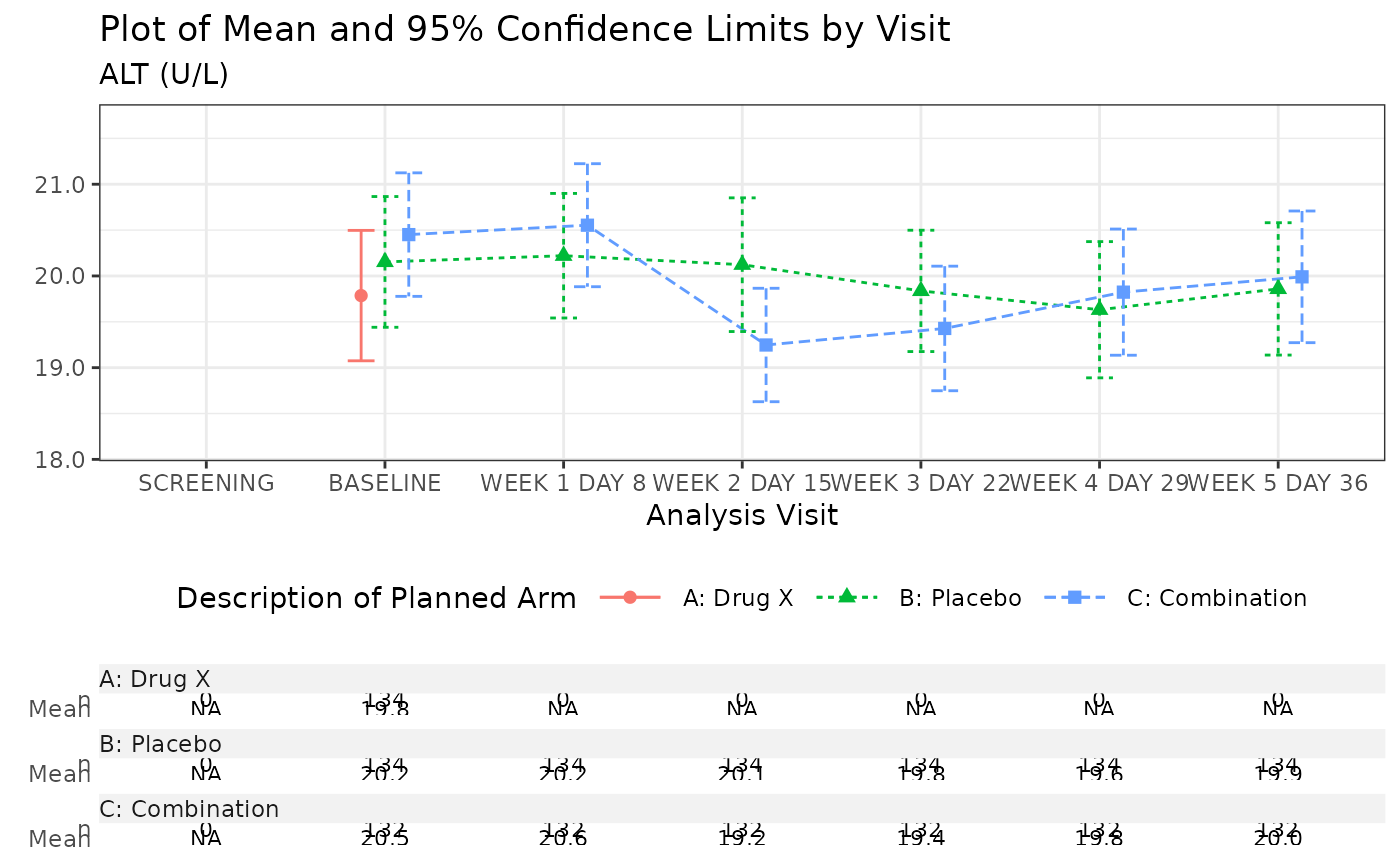 Plot of Mean and 95% Confidence Limits by Visit
ALT (U/L)
21.0
20.0
19.0
18.0
SCREENING BASELINE WEEK 1 DAY 8 WEEK 2 DAY 15 WEEK 3 DAY 22 WEEK 4 DAY 29 WEEK 5 DAY 36
Analysis Visit
Description of Planned Arm A: Drug X B: Placebo C: Combination
A: Drug X
n 0 134 0 0 0 0 0
Mean NA 19.8 NA NA NA NA NA
B: Placebo
n 0 134 134 134 134 134 134
Mean NA 20.2 20.2 20.1 19.8 19.6 19.9
C: Combination
n 0 132 132 132 132 132 132
Mean NA 20.5 20.6 19.2 19.4 19.8 20.0